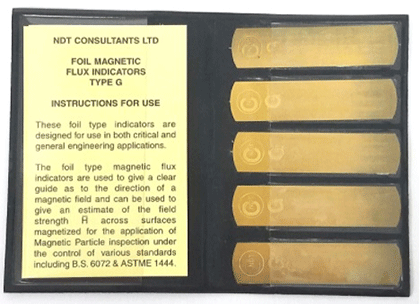 NDT CONSULTANTS LTD
FOIL MAGNETIC
FLUX INDICATORS
TYPE G
INSTRUCTIONS FOR USE
These foil type indicators are
designed for use in both critical and
general engineering applications.
The foil type magnetic flux
indicators are used to give a clear
guide as to the direction of a
magnetic field and can be used to
give an estimate of the field
strength H across surfaces
magnetized for the application of
Magnetic Particle inspection under
the control of various standards
including B.S. 6072 & ASTME 1444.
G
G
G
G
G